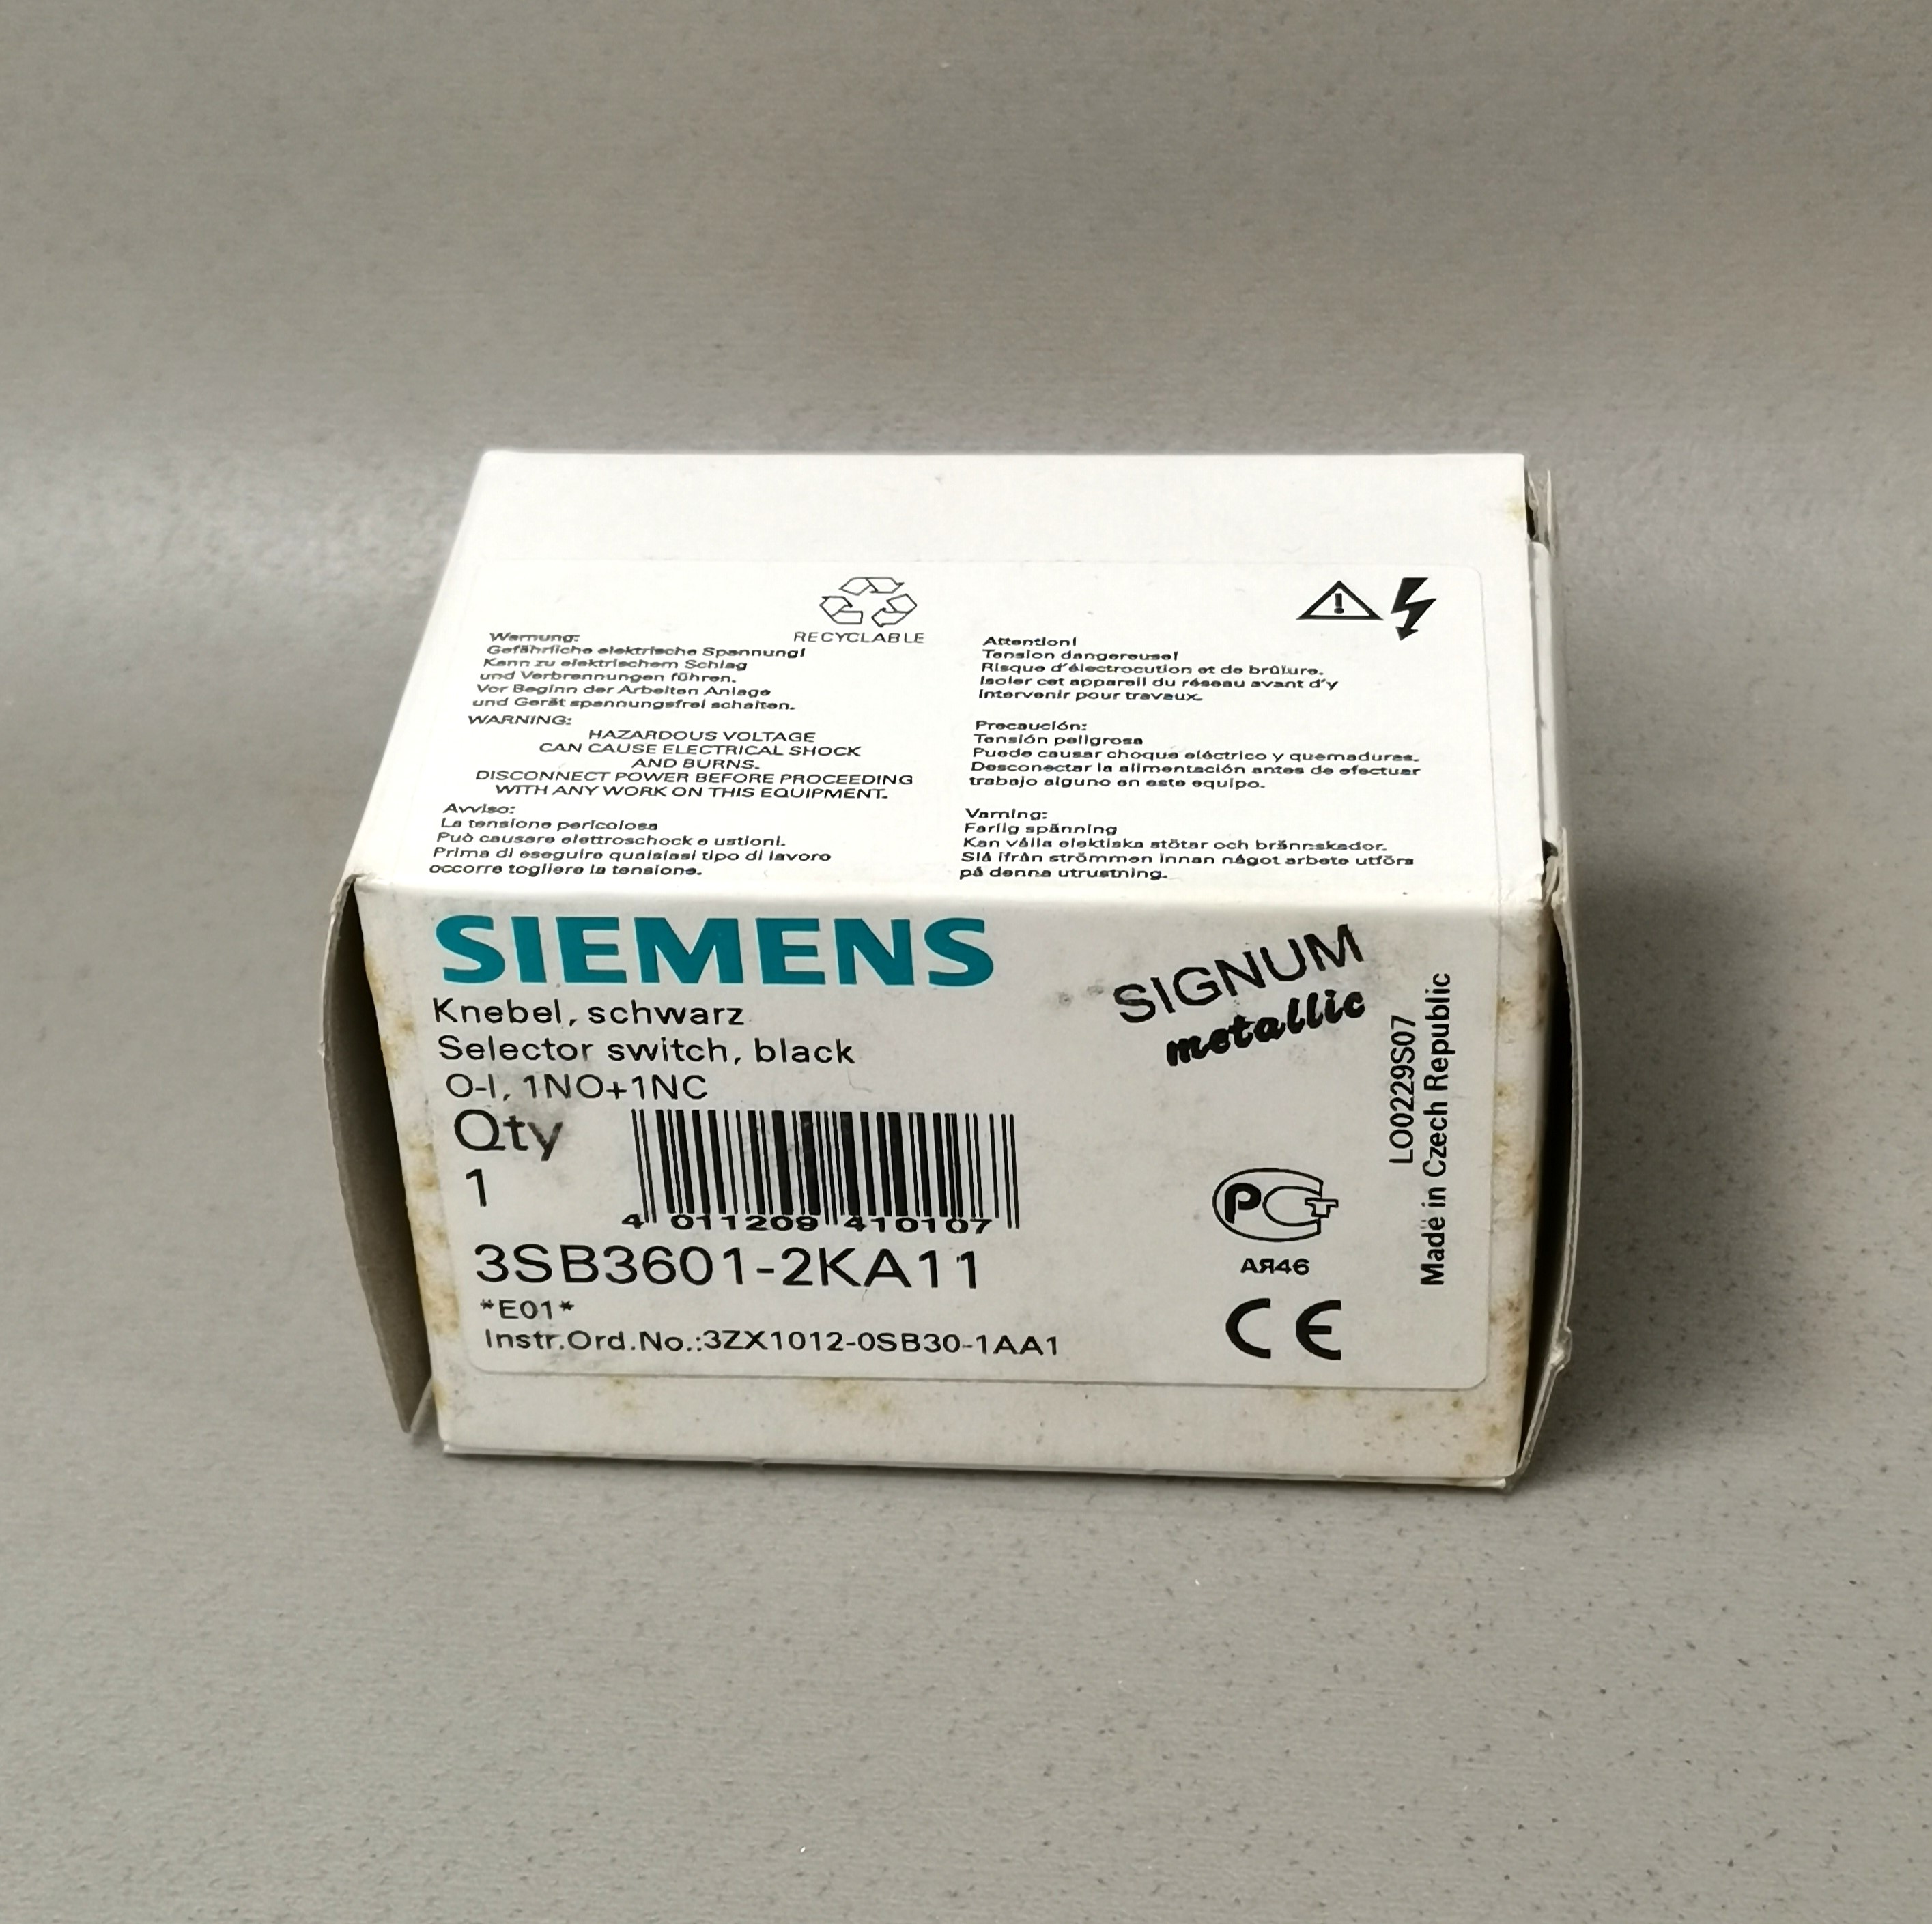 RECYCLABLE
Warnung:
Gefährliche elektrische Spannung!
Kann zu elektrischem Schlag
und Verbrennungen führen.
Vor Beginn der Arbeiten Anlage
und Gerät spannungsfrei schalten.
WARNING:
HAZARDOUS VOLTAGE
CAN CAUSE ELECTRICAL SHOCK
AND BURNS.
DISCONNECT POWER BEFORE PROCEEDING
WITH ANY WORK ON THIS EQUIPMENT.
Avviso:
La tensione pericolosa
Può causare elettroschock e ustioni.
Prima di eseguire qualsiasi tipo di lavoro
occorre togliere la tensione.
Attention!
Tension dangereuse!
Risque d'électrocution et de brûlure.
Isoler cet appareil du réseau avant d'y
intervenir pour travaux.
Precaución:
Tensión peligrosa
Puede causar choque eléctrico y quemaduras.
Desconectar la alimentación antes de efectuar
trabajo alguno en este equipo.
Varning:
Farlig spänning
Kan vålla elektiska stötar och brännskador.
Slå ifrån strömmen innan något arbete utförs
på denna utrustning.
SIEMENS
Knebel, schwarz
Selector switch, black
O-I, 1NO+1NC
Qty
1
4 011209 410107
3SB3601-2KA11
*E01*
Instr.Ord.No.:3ZX1012-0SB30-1AA1
SIGNUM
metallic
РСТ
АЯ46
CE
LO0229S07
Made in Czech Republic